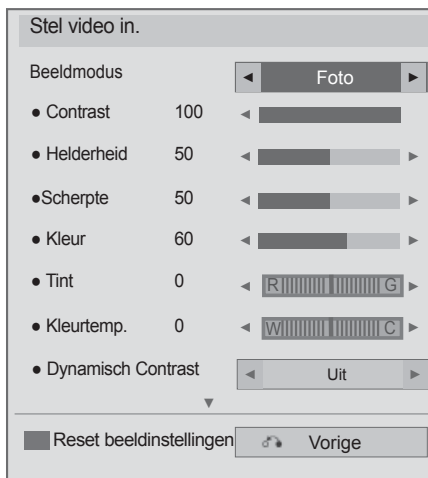 Stel video in.
Beeldmodus ◄ Foto ►
● Contrast 100 ◄
● Helderheid 50 ◄ ►
●Scherpte 50 ◄ ►
● Kleur 60 ◄ ►
● Tint 0 ◄ R G ►
● Kleurtemp. 0 ◄ W C ►
● Dynamisch Contrast ◄ Uit ►
▼
Reset beeldinstellingen Vorige